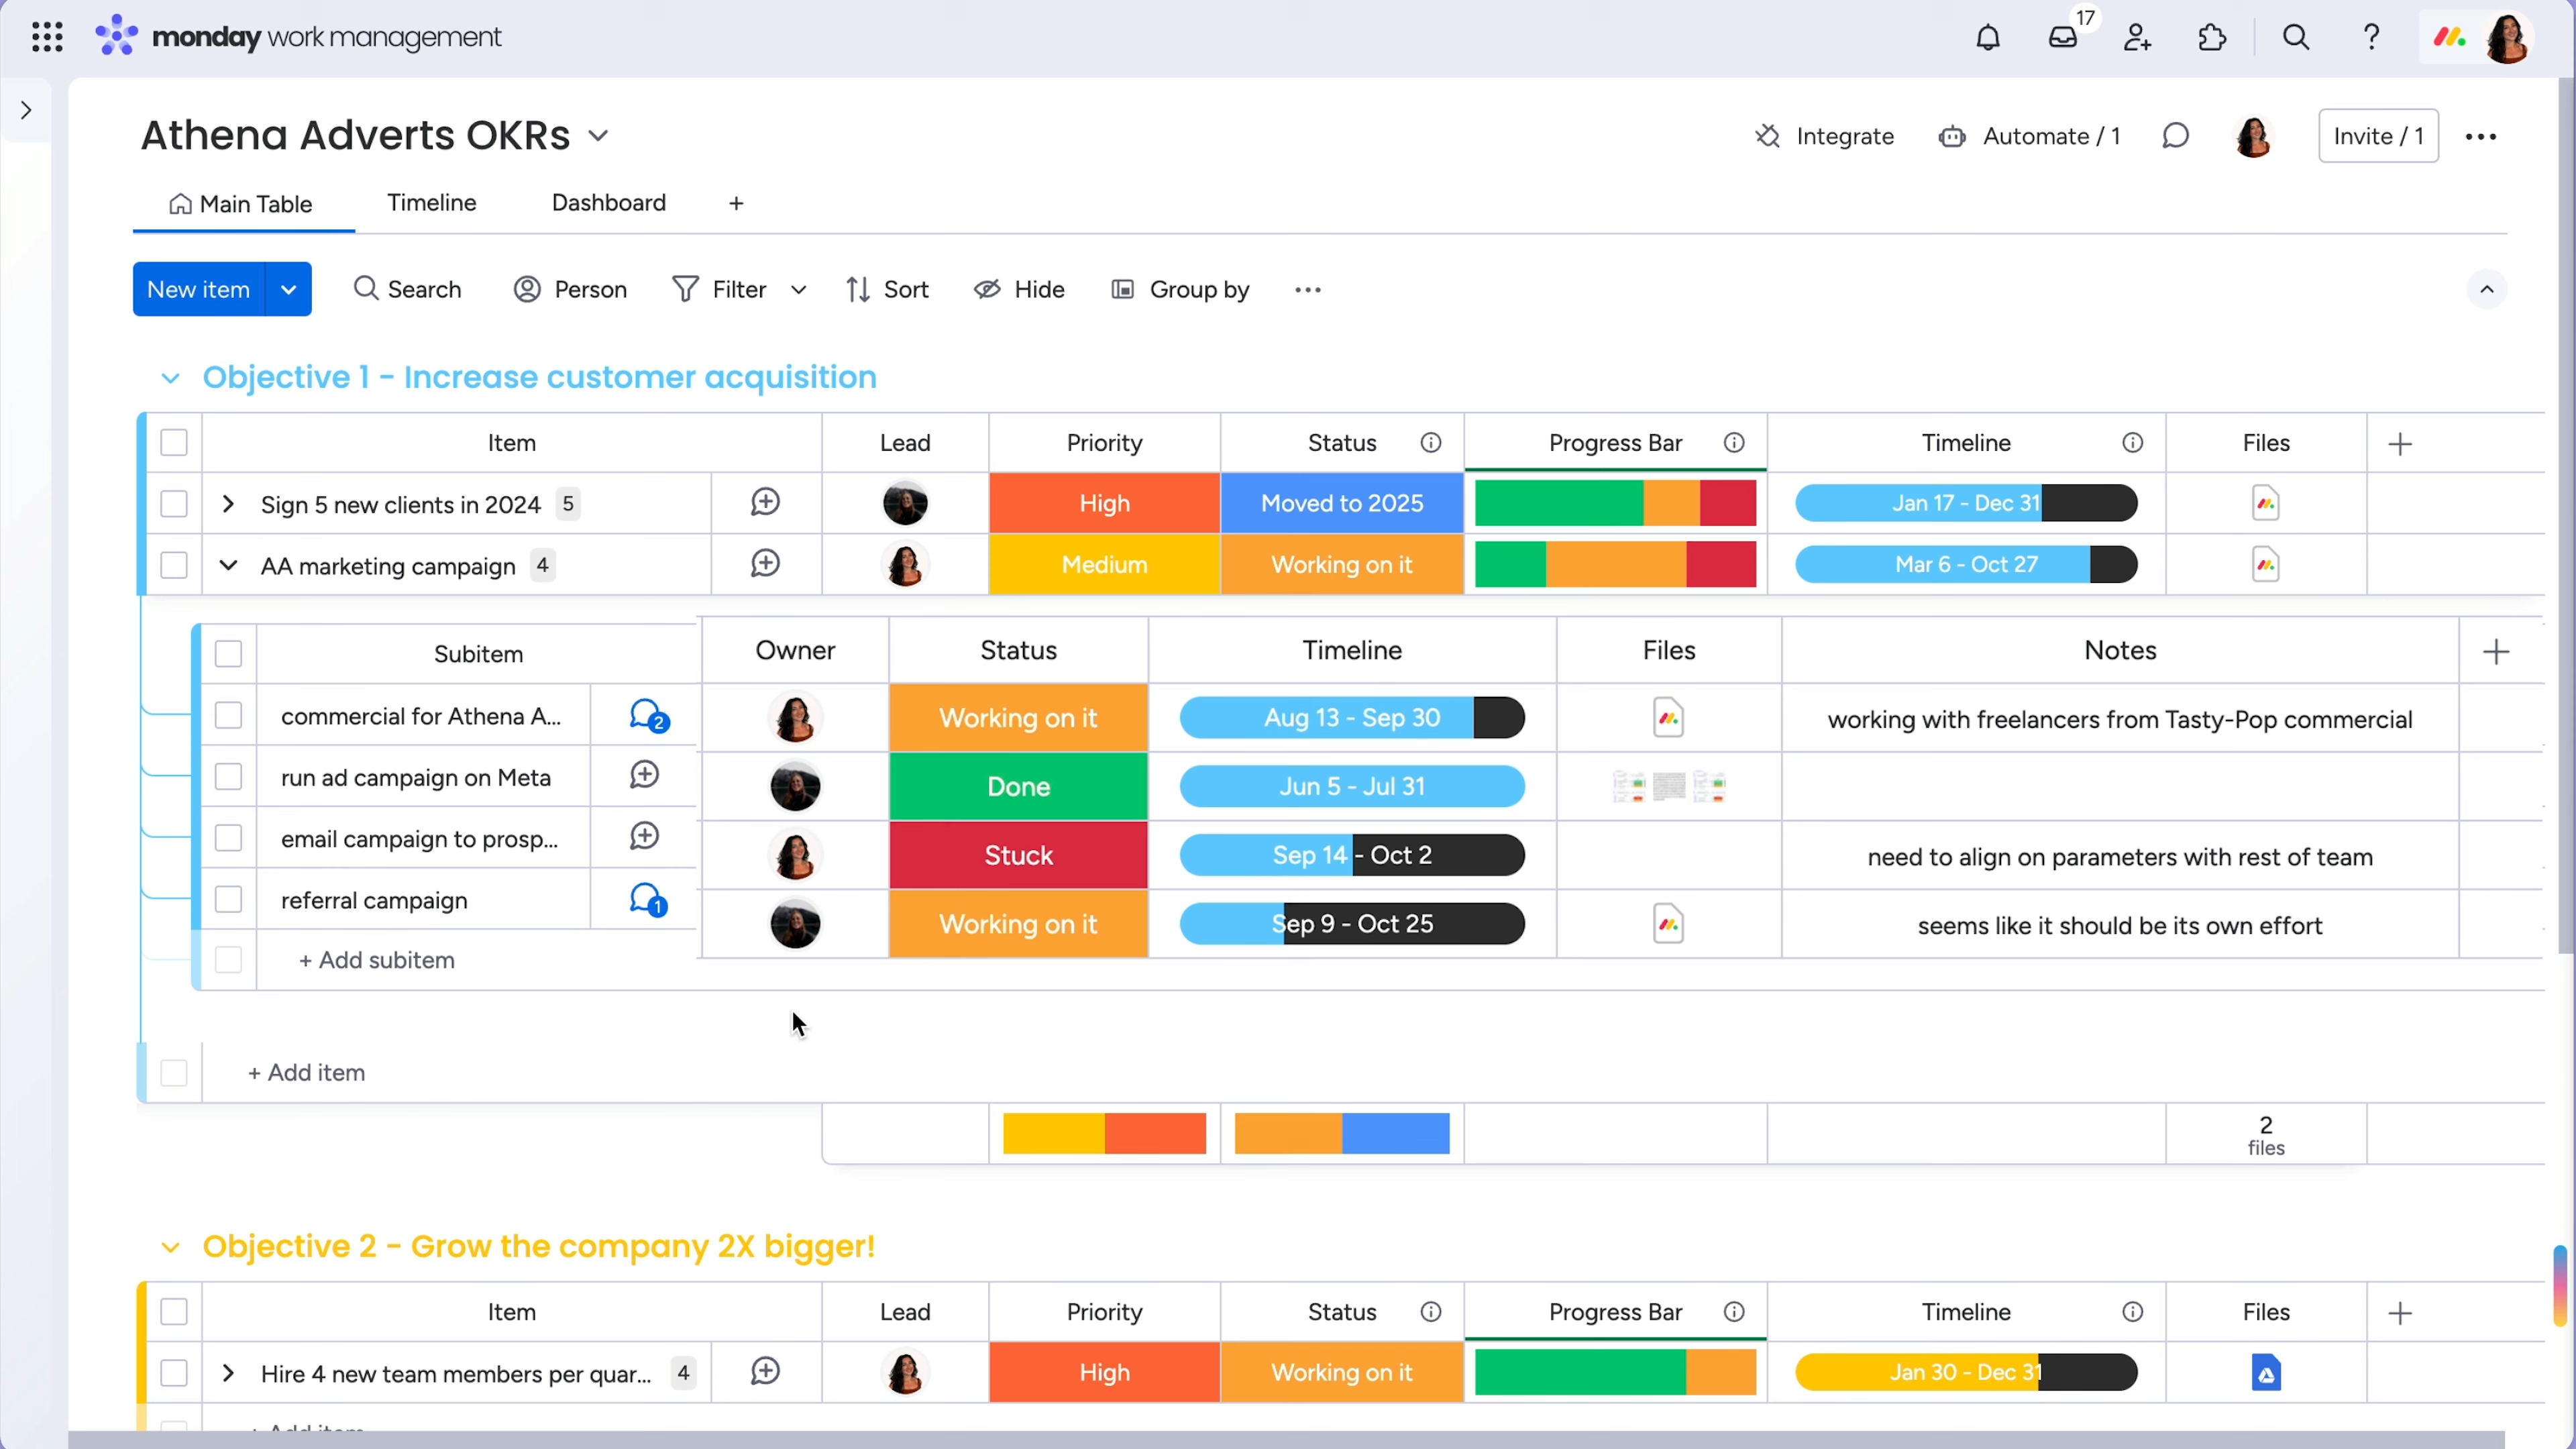 17
monday work management
Athena Adverts OKRs
Integrate
Automate / 1
Invite / 1
Main Table
Timeline
Dashboard
+
New item
Search
Person
Filter
Sort
Hide
Group by
Objective 1 - Increase customer acquisition
Item Lead Priority Status Progress Bar Timeline Files
Sign 5 new clients in 2024 5 High Moved to 2025 Jan 17 - Dec 31
AA marketing campaign 4 Medium Working on it Mar 6 - Oct 27
Subitem Owner Status Timeline Files Notes
commercial for Athena A... 2 Working on it Aug 13 - Sep 30 working with freelancers from Tasty-Pop commercial
run ad campaign on Meta Done Jun 5 - Jul 31
email campaign to prosp... Stuck Sep 14 - Oct 2 need to align on parameters with rest of team
referral campaign 1 Working on it Sep 9 - Oct 25 seems like it should be its own effort
+ Add subitem
+ Add item
2
files
Objective 2 - Grow the company 2X bigger!
Item Lead Priority Status Progress Bar Timeline Files
Hire 4 new team members per quar... 4 High Working on it Jan 30 - Dec 31